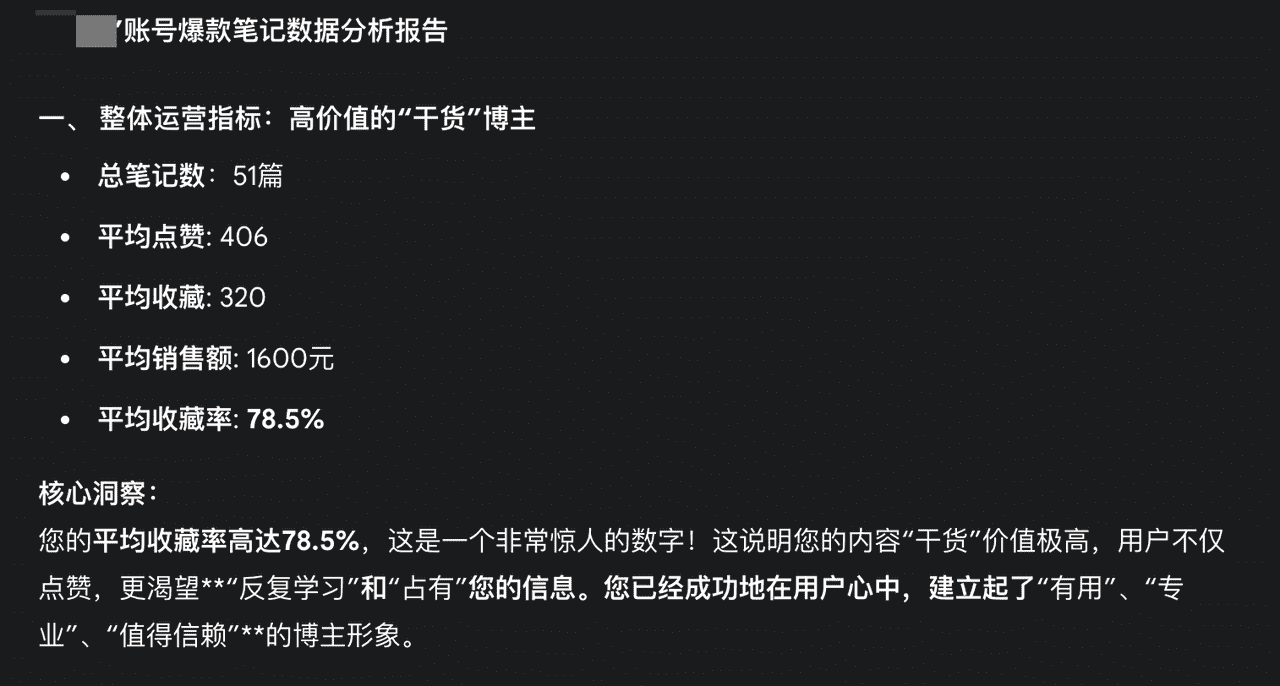 ”账号爆款笔记数据分析报告
一、 整体运营指标：高价值的“干货”博主
• 总笔记数：51篇
• 平均点赞: 406
• 平均收藏: 320
• 平均销售额: 1600元
• 平均收藏率: 78.5%
核心洞察：
您的平均收藏率高达78.5%，这是一个非常惊人的数字！这说明您的内容“干货”价值极高，用户不仅
点赞，更渴望**“反复学习”和“占有”您的信息。您已经成功地在用户心中，建立起了“有用”、“专
业”、“值得信赖”**的博主形象。